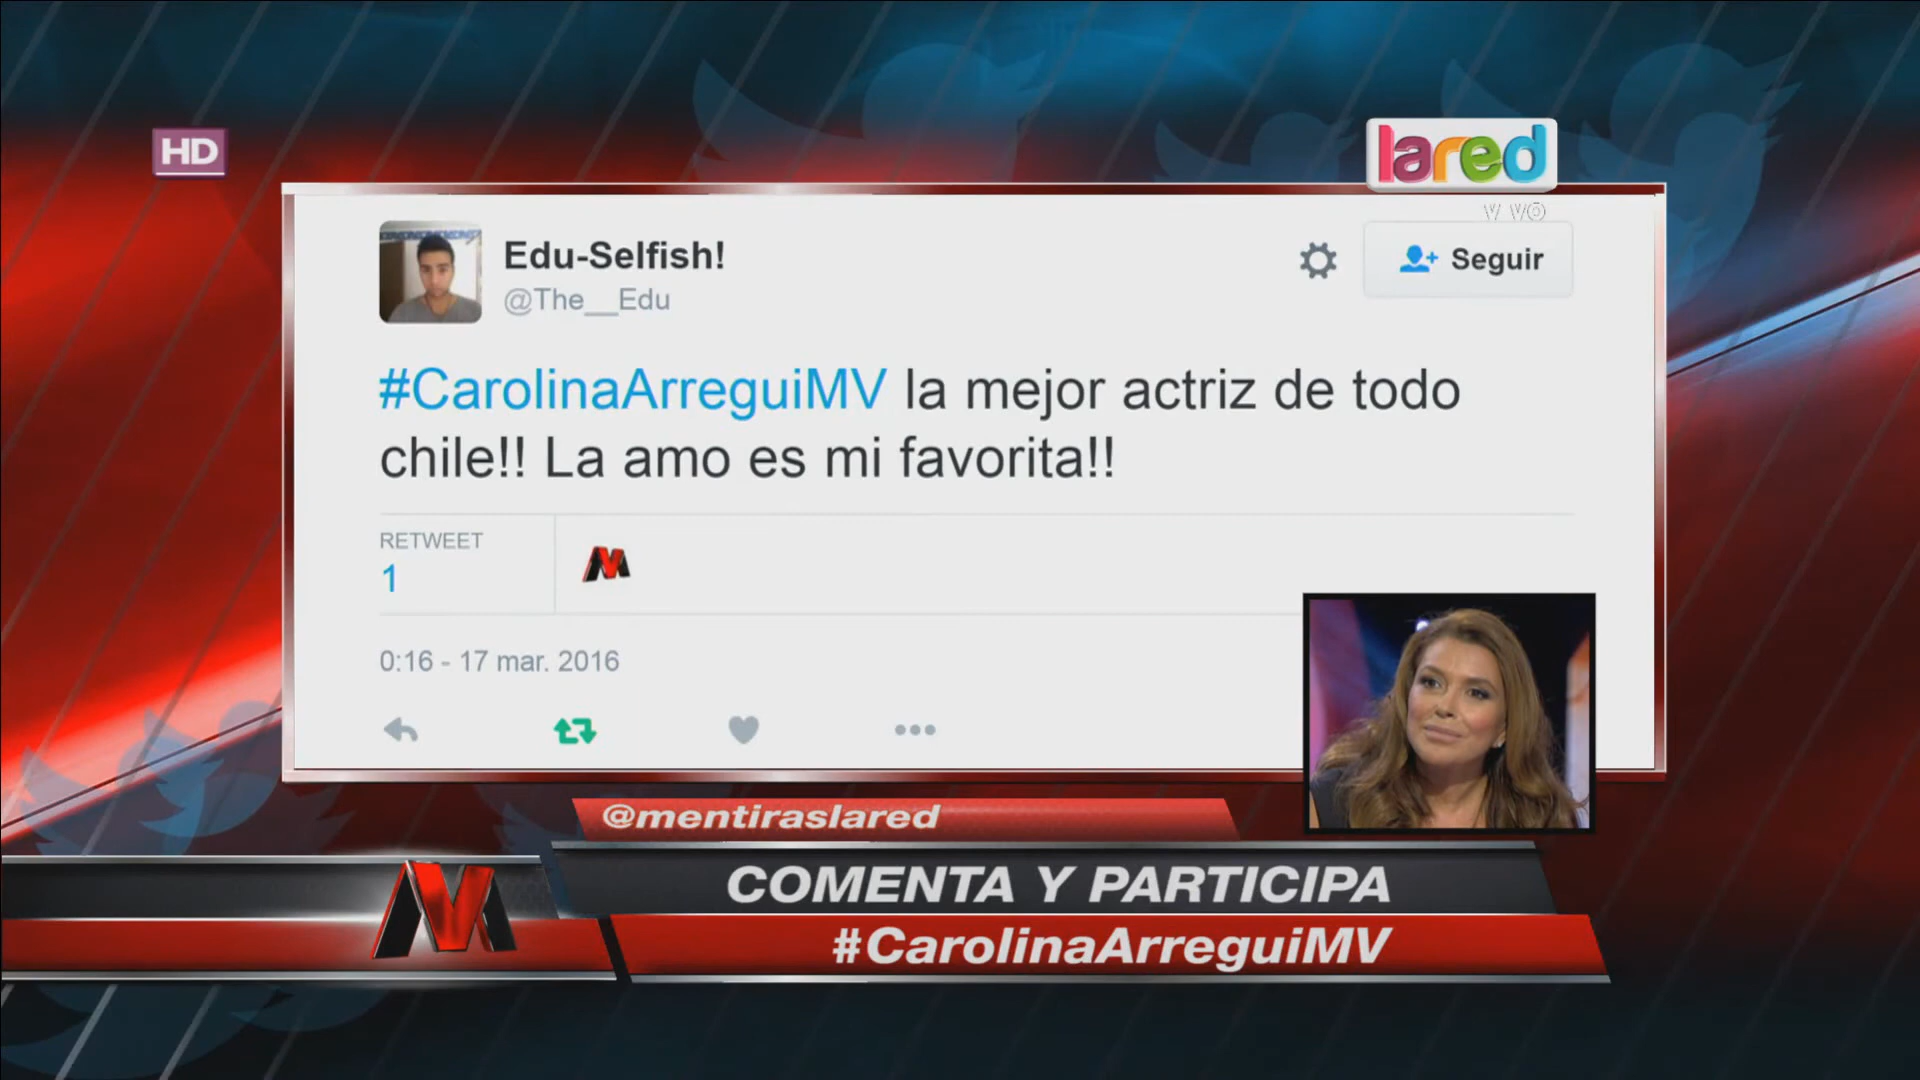 HD
lared
VIVO
Edu-Selfish!
@The__Edu
Seguir
#CarolinaArreguiMV la mejor actriz de todo
chile!! La amo es mi favorita!!
RETWEET
1
0:16 - 17 mar. 2016
@mentiraslared
COMENTA Y PARTICIPA
#CarolinaArreguiMV